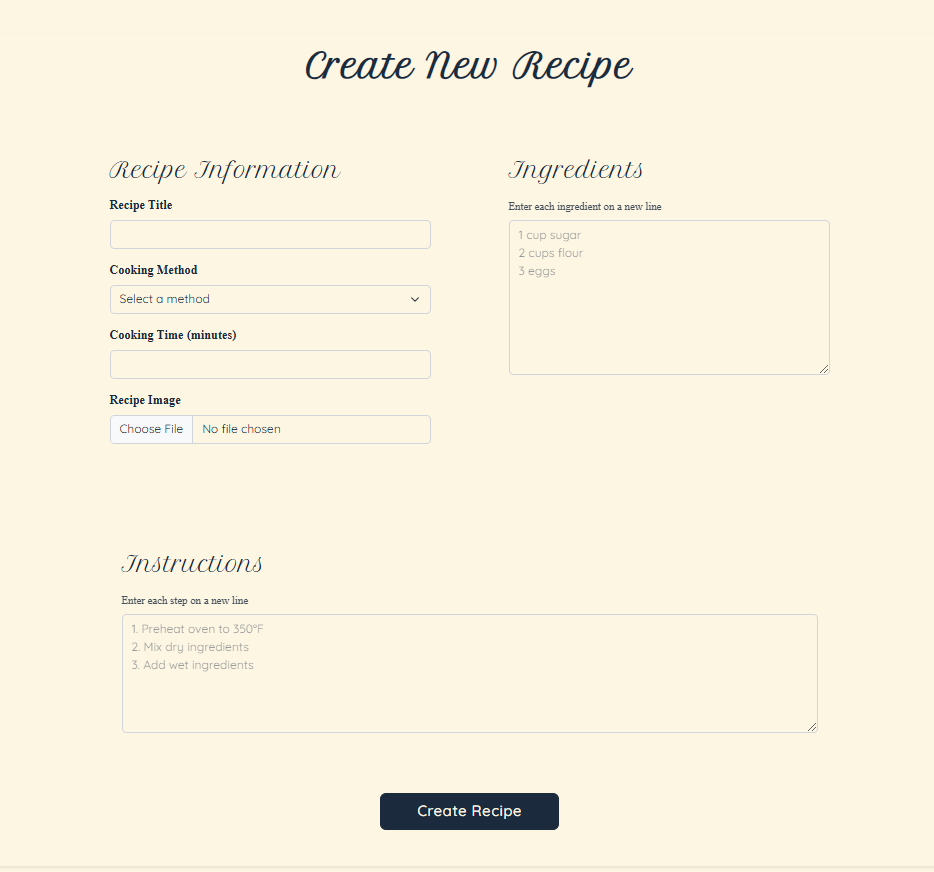 Create New Recipe
Recipe Information
Recipe Title
Cooking Method
Select a method
Cooking Time (minutes)
Recipe Image
Choose File No file chosen
Ingredients
Enter each ingredient on a new line
1 cup sugar
2 cups flour
3 eggs
Instructions
Enter each step on a new line
1. Preheat oven to 350°F
2. Mix dry ingredients
3. Add wet ingredients
Create Recipe